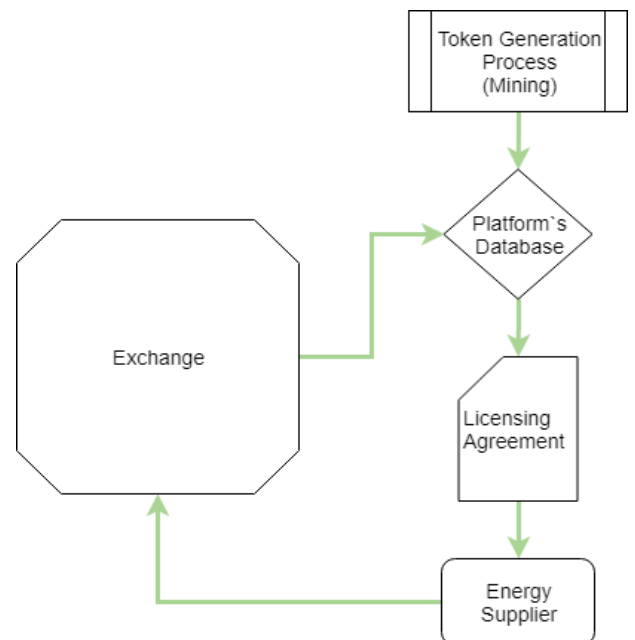 Token Generation
Process
(Mining)
Platform`s
Database
Exchange
Licensing
Agreement
Energy
Supplier